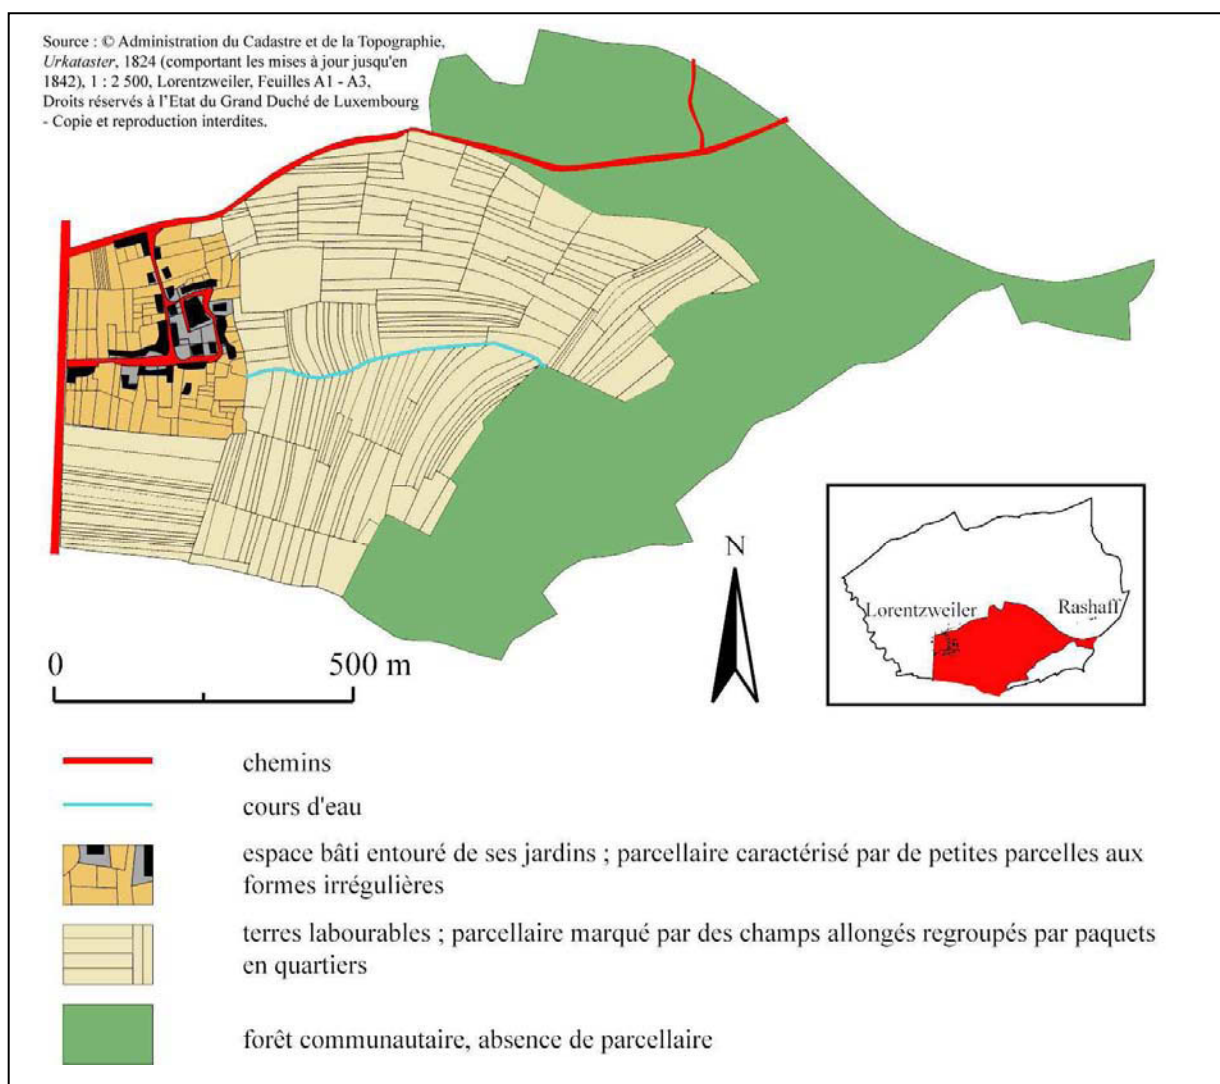 Source : © Administration du Cadastre et de la Topographie,
Urkataster, 1824 (comportant les mises à jour jusqu'en
1842), 1 : 2 500, Lorentzweiler, Feuilles A1 - A3,
Droits réservés à l'Etat du Grand Duché de Luxembourg
- Copie et reproduction interdites.
N
Lorentzweiler
Rashaff
0 500 m
chemins
cours d'eau
espace bâti entouré de ses jardins ; parcellaire caractérisé par de petites parcelles aux
formes irrégulières
terres labourables ; parcellaire marqué par des champs allongés regroupés par paquets
en quartiers
forêt communautaire, absence de parcellaire